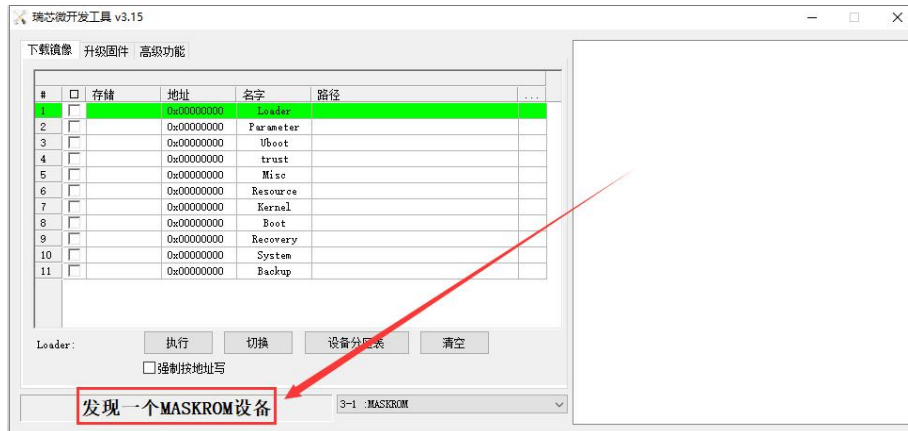 瑞芯微开发工具 v3.15
下载镜像 升级固件 高级功能
# 存储 地址 名字 路径 ...
1 0x00000000 Loader
2 0x00000000 Parameter
3 0x00000000 Uboot
4 0x00000000 trust
5 0x00000000 Misc
6 0x00000000 Resource
7 0x00000000 Kernel
8 0x00000000 Boot
9 0x00000000 Recovery
10 0x00000000 System
11 0x00000000 Backup
Loader: 执行 切换 设备分区表 清空
强制按地址写
发现一个MASKROM设备 3-1 :MASKROM